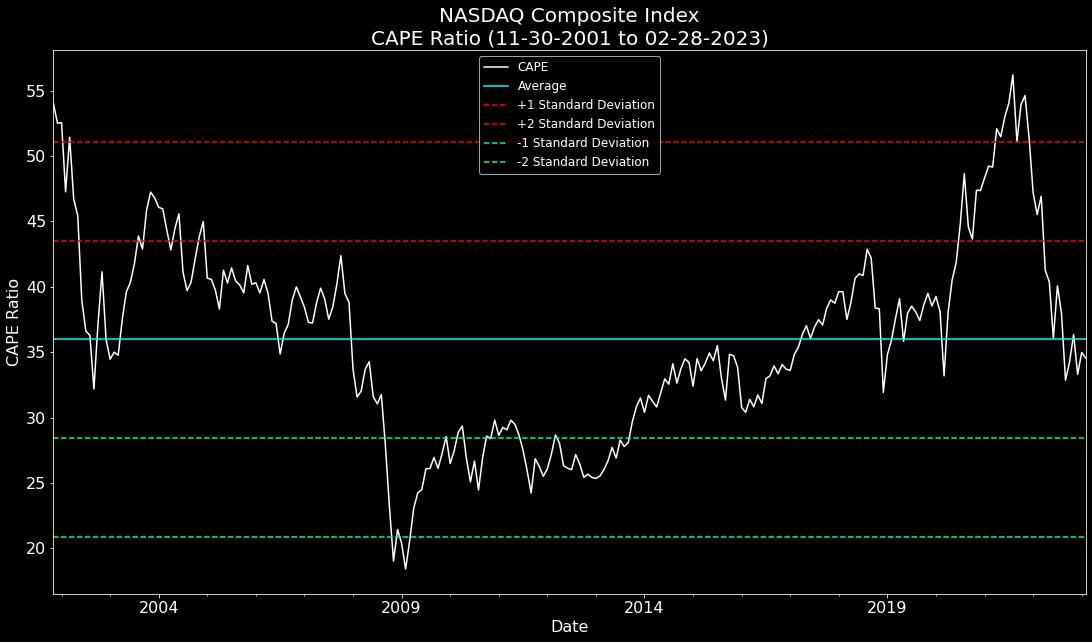 NASDAQ Composite Index
CAPE Ratio (11-30-2001 to 02-28-2023)
CAPE
Average
+1 Standard Deviation
+2 Standard Deviation
-1 Standard Deviation
-2 Standard Deviation
CAPE Ratio
55
50
45
40
35
30
25
20
2004 2009 2014 2019
Date